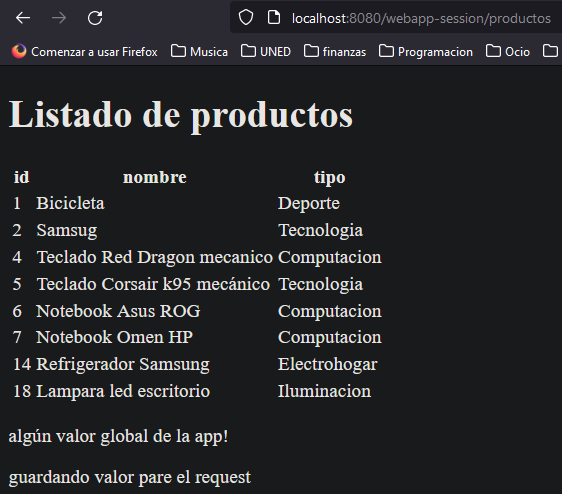 localhost:8080/webapp-session/productos
Comenzar a usar Firefox Musica UNED finanzas Programacion Ocio
Listado de productos
id nombre tipo
1 Bicicleta Deporte
2 Samsug Tecnologia
4 Teclado Red Dragon mecanico Computacion
5 Teclado Corsair k95 mecánico Tecnologia
6 Notebook Asus ROG Computacion
7 Notebook Omen HP Computacion
14 Refrigerador Samsung Electrohogar
18 Lampara led escritorio Iluminacion
algún valor global de la app!
guardando valor pare el request